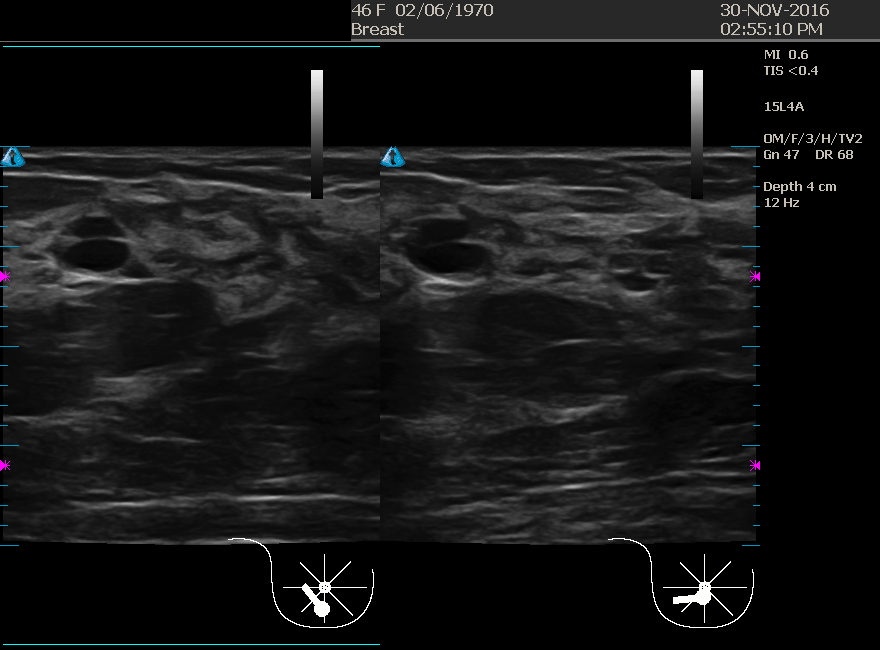 46 F 02/06/1970 30-NOV-2016
Breast 02:55:10 PM
MI 0.6
TIS <0.4
15L4A
OM/F/3/H/TV2
Gn 47 DR 68
Depth 4 cm
12 Hz